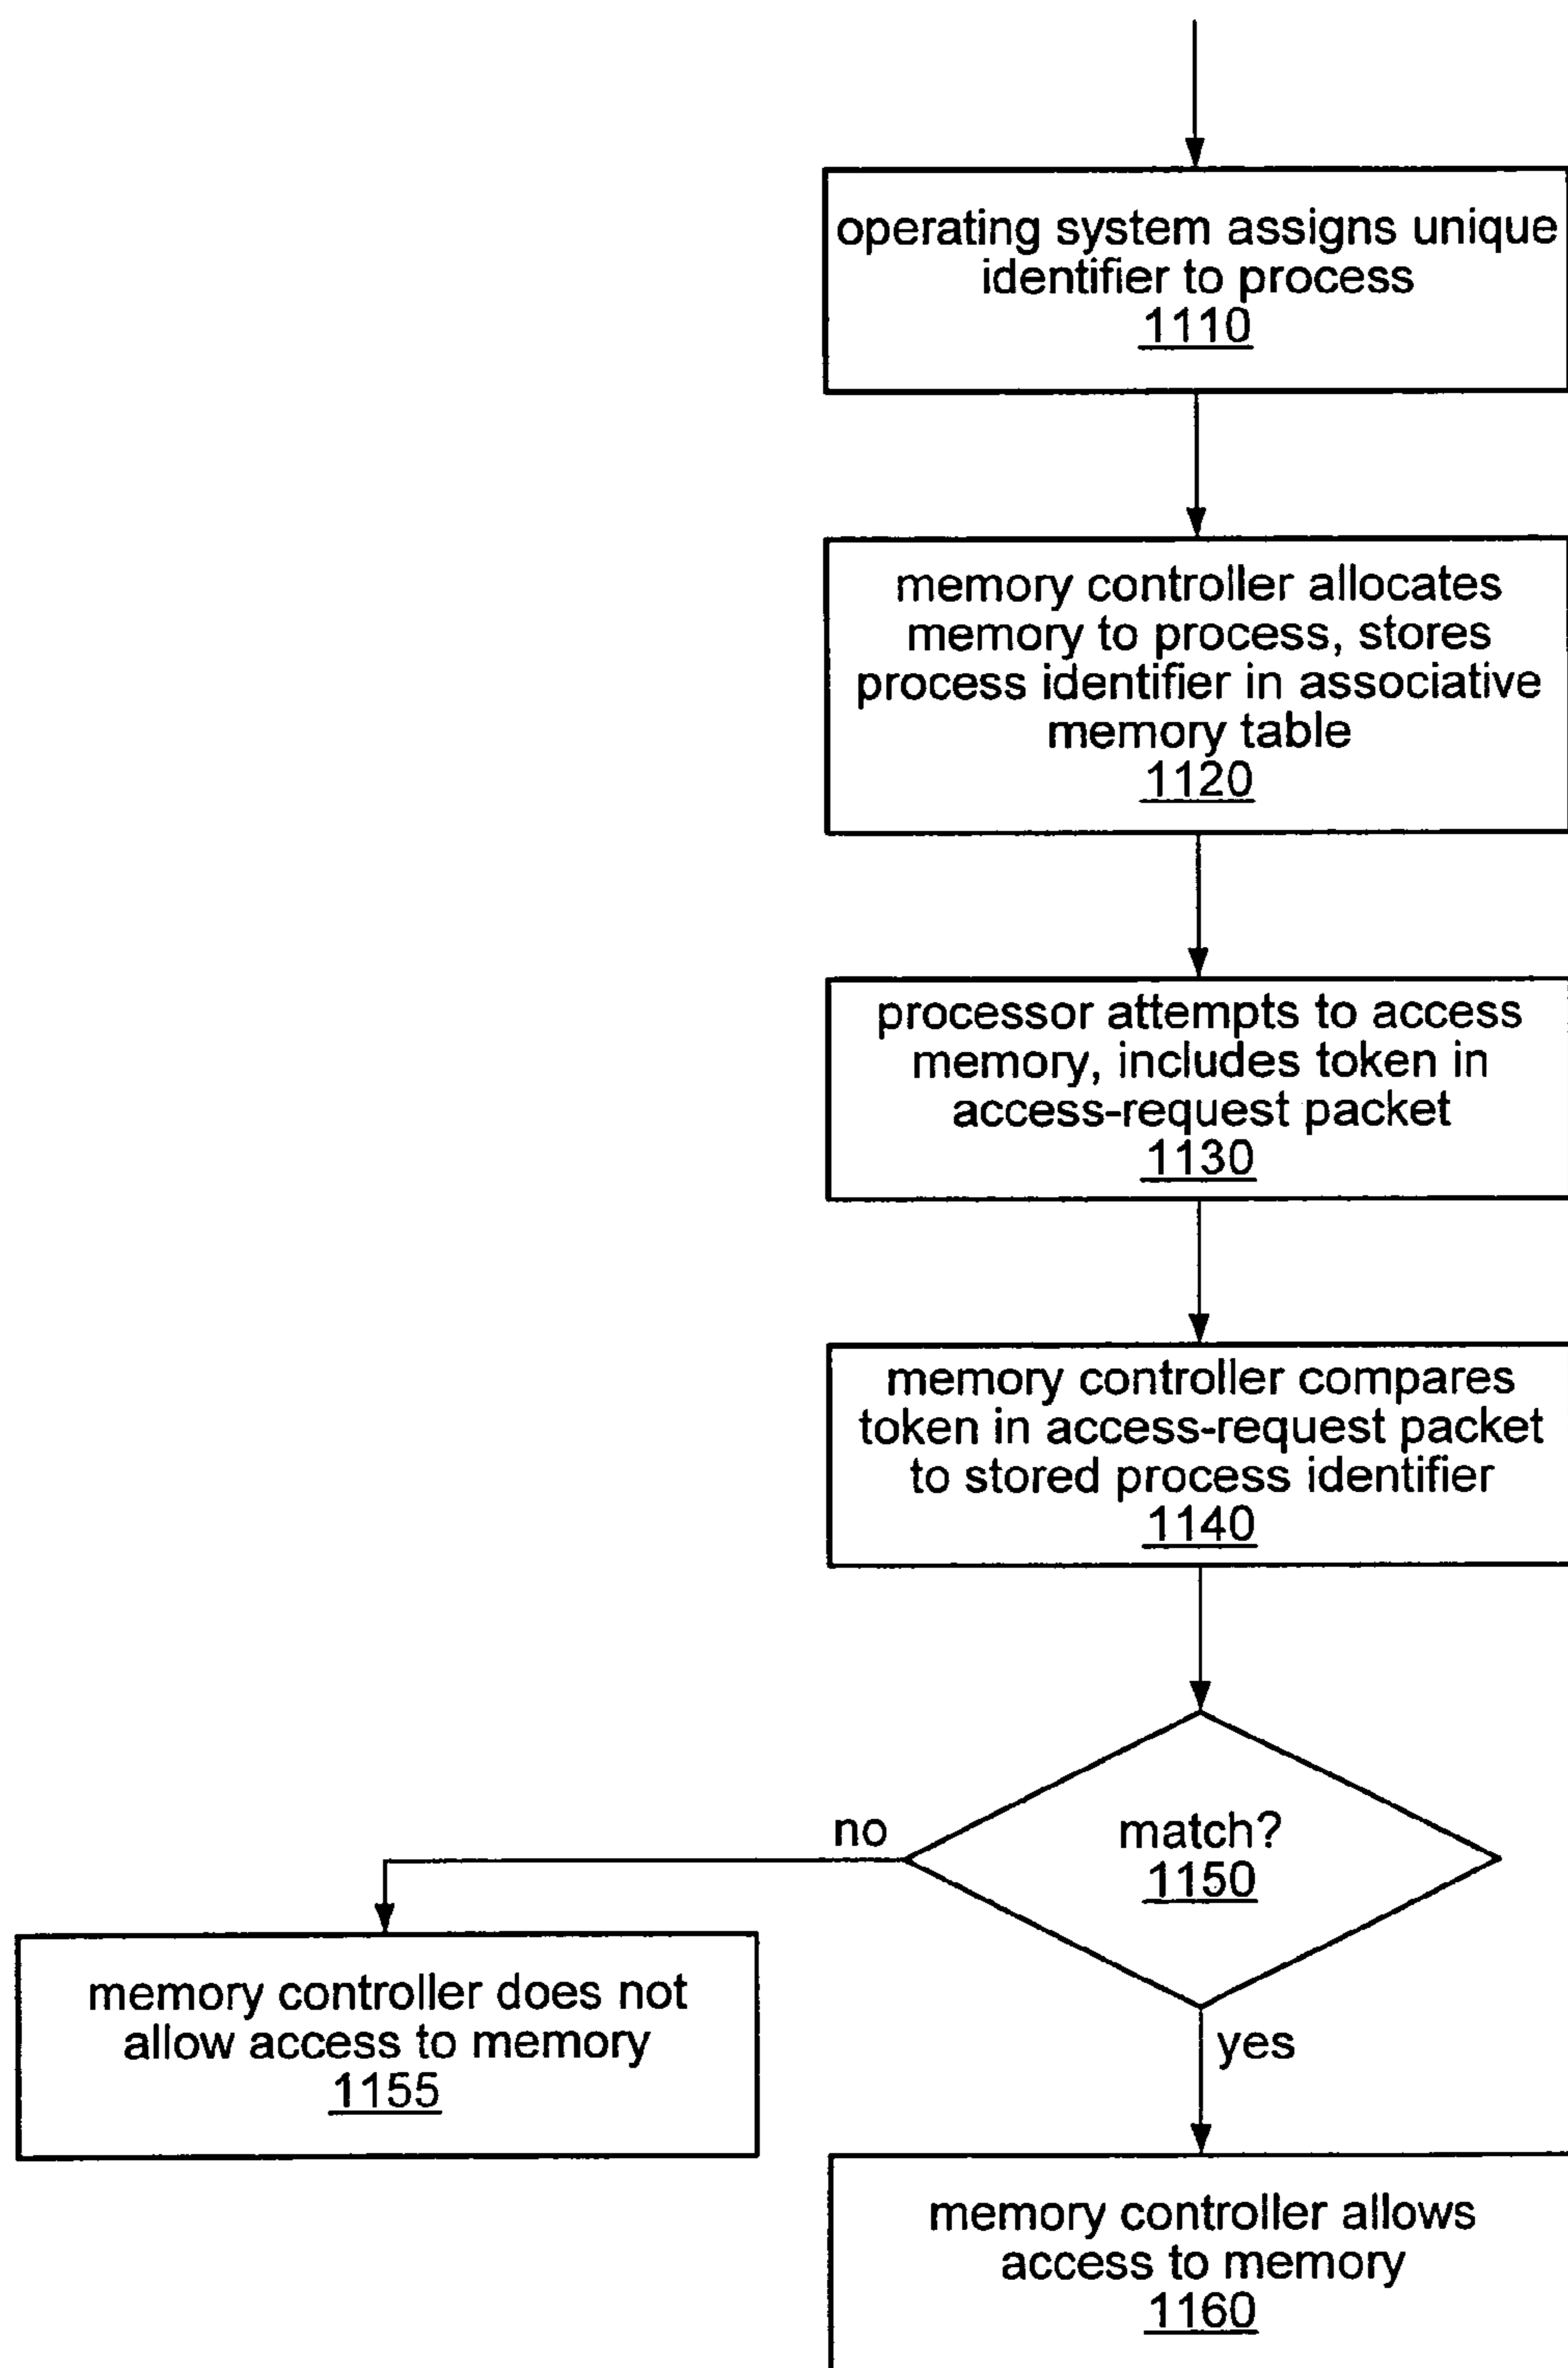 operating system assigns unique
identifier to process
1110
memory controller allocates
memory to process, stores
process identifier in associative
memory table
1120
processor attempts to access
memory, includes token in
access-request packet
1130
memory controller compares
token in access-request packet
to stored process identifier
1140
match?
1150
no
yes
memory controller does not
allow access to memory
1155
memory controller allows
access to memory
1160